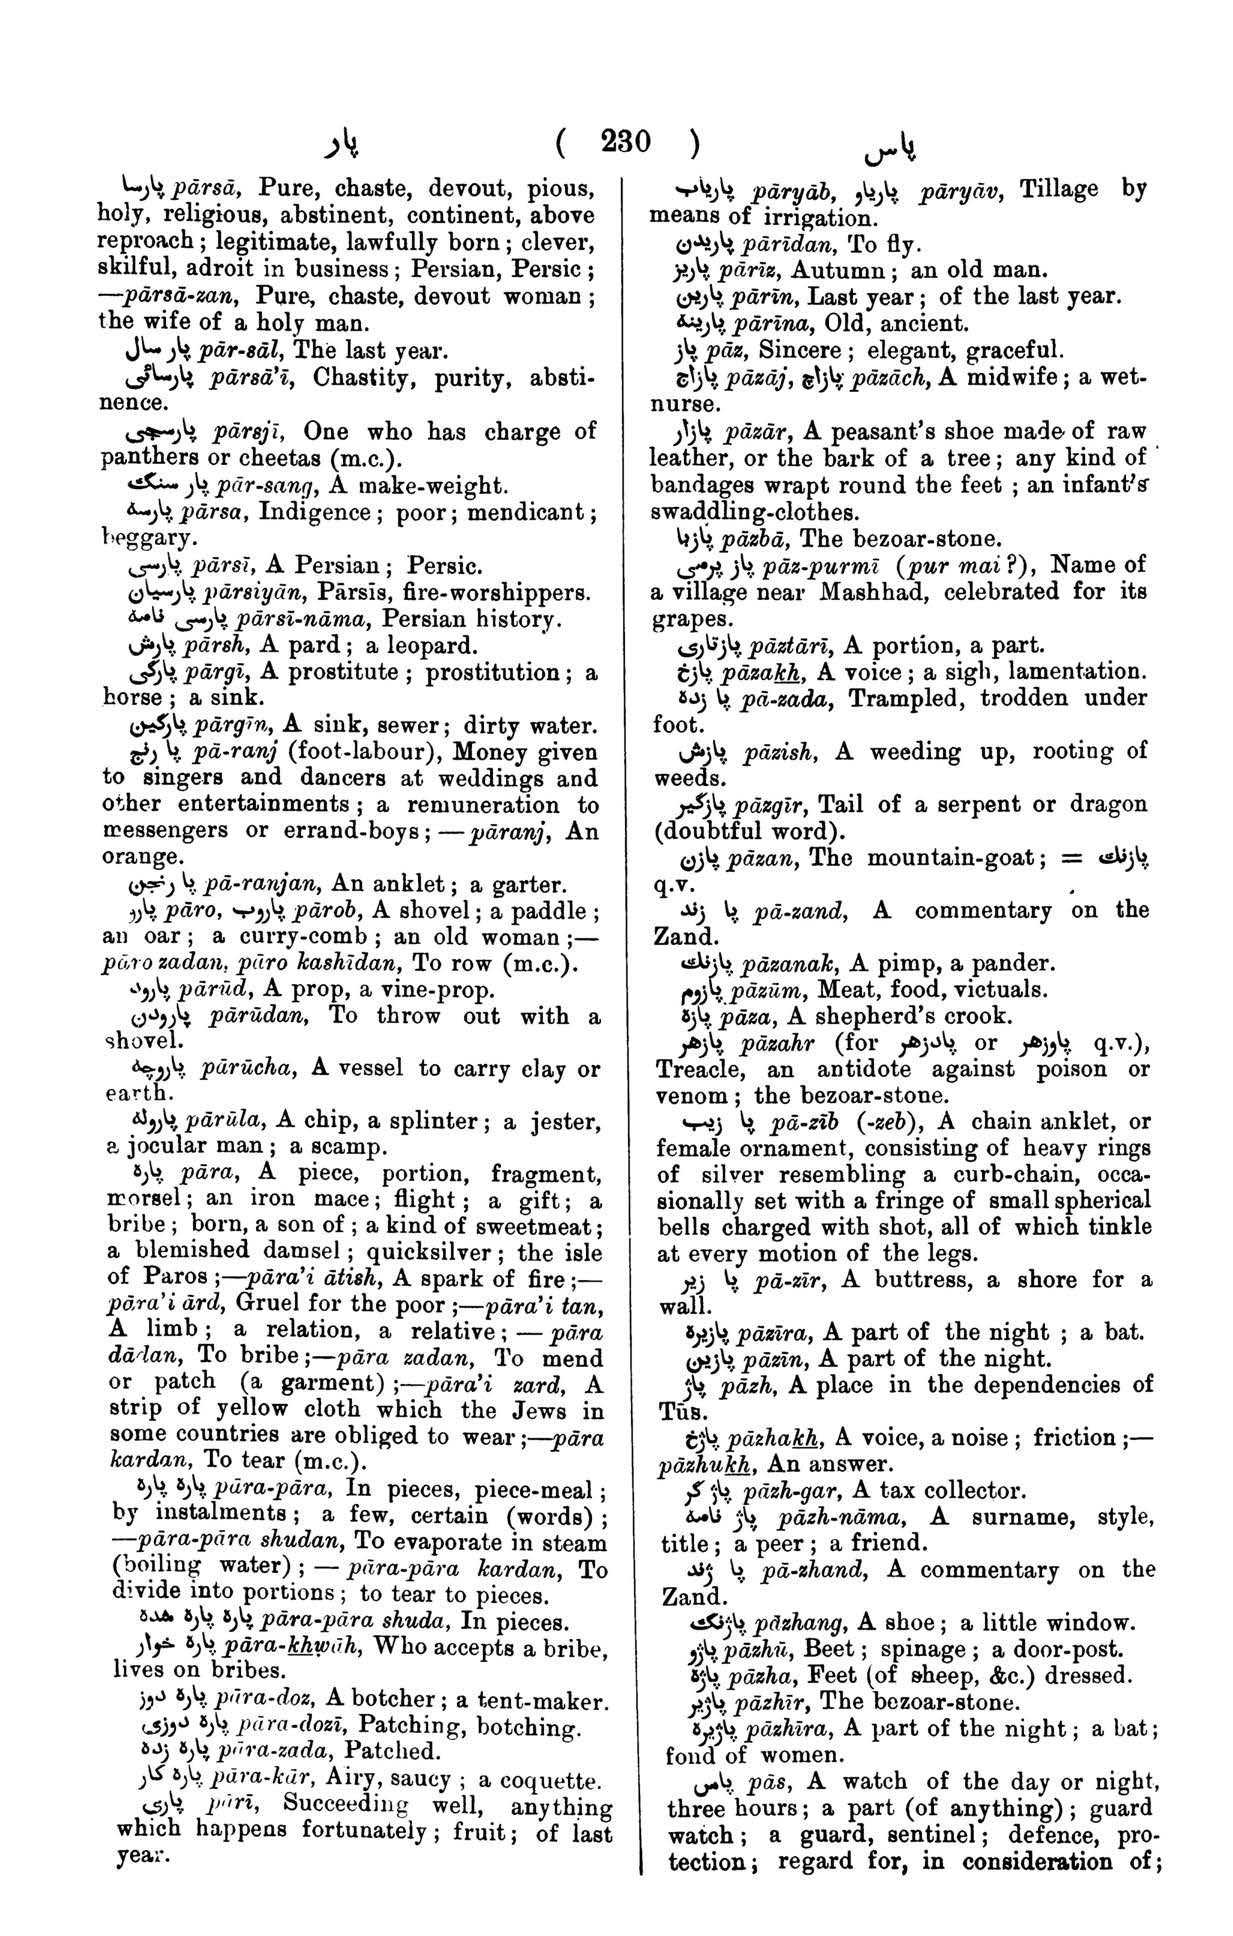 پار ( 230 ) پاس
پارسا pārsā, Pure, chaste, devout, pious,
holy, religious, abstinent, continent, above
reproach ; legitimate, lawfully born ; clever,
skilful, adroit in business ; Persian, Persic ;
—pārsā-zan, Pure, chaste, devout woman ;
the wife of a holy man.
پار سال pār-sāl, The last year.
پارسائی pārsā'ī, Chastity, purity, absti-
nence.
پارسجی pārsjī, One who has charge of
panthers or cheetas (m.c.).
پار سنگ pār-sang, A make-weight.
پارسه pārsa, Indigence ; poor ; mendicant ;
beggary.
پارسی pārsī, A Persian ; Persic.
پارسیان pārsiyān, Pārsīs, fire-worshippers.
پارسی نامه pārsī-nāma, Persian history.
پارش pārsh, A pard ; a leopard.
پارگی pārgī, A prostitute ; prostitution ; a
horse ; a sink.
پارگین pārgīn, A sink, sewer ; dirty water.
پا رنج pā-ranj (foot-labour), Money given
to singers and dancers at weddings and
other entertainments ; a remuneration to
messengers or errand-boys ; — pāranj, An
orange.
پا رنجن pā-ranjan, An anklet ; a garter.
پارو pāro, پاروب pārob, A shovel ; a paddle ;
an oar ; a curry-comb ; an old woman ;—
pāro zadan, pāro kashīdan, To row (m.c.).
پارود pārūd, A prop, a vine-prop.
پارودن pārūdan, To throw out with a
shovel.
پاروچه pārūcha, A vessel to carry clay or
earth.
پاروله pārūla, A chip, a splinter ; a jester,
a jocular man ; a scamp.
پاره pāra, A piece, portion, fragment,
morsel ; an iron mace ; flight ; a gift ; a
bribe ; born, a son of ; a kind of sweetmeat ;
a blemished damsel ; quicksilver ; the isle
of Paros ;—pāra'i ātish, A spark of fire ;—
pāra'i ārd, Gruel for the poor ;—pāra'i tan,
A limb ; a relation, a relative ; — pāra
dādan, To bribe ;—pāra zadan, To mend
or patch (a garment) ;—pāra'i zard, A
strip of yellow cloth which the Jews in
some countries are obliged to wear ;—pāra
kardan, To tear (m.c.).
پاره پاره pāra-pāra, In pieces, piece-meal ;
by instalments ; a few, certain (words) ;
—pāra-pāra shudan, To evaporate in steam
(boiling water) ; — pāra-pāra kardan, To
divide into portions ; to tear to pieces.
پاره پاره شده pāra-pāra shuda, In pieces.
پاره خوار pāra-khwāh, Who accepts a bribe,
lives on bribes.
پاره دوز pāra-doz, A botcher ; a tent-maker.
پاره دوزی pāra-dozī, Patching, botching.
پاره زده pāra-zada, Patched.
پاره كار pāra-kār, Airy, saucy ; a coquette.
پاری pārī, Succeeding well, anything
which happens fortunately ; fruit ; of last
year.
پاریاب pāryāb, پاریاو pāryāv, Tillage by
means of irrigation.
پاریدن pārīdan, To fly.
پاریز pārīz, Autumn ; an old man.
پارین pārīn, Last year ; of the last year.
پارینه pārīna, Old, ancient.
پاز pāz, Sincere ; elegant, graceful.
پازاج pāzāj, پازاچ pāzāch, A midwife ; a wet-
nurse.
پازار pāzār, A peasant's shoe made of raw
leather, or the bark of a tree ; any kind of
bandages wrapt round the feet ; an infant's
swaddling-clothes.
پازبا pāzbā, The bezoar-stone.
پاز پرمی pāz-purmī (pur mai ?), Name of
a village near Mashhad, celebrated for its
grapes.
پازتاری pāztārī, A portion, a part.
پازخ pāzakh, A voice ; a sigh, lamentation.
پا زده pā-zada, Trampled, trodden under
foot.
پازش pāzish, A weeding up, rooting of
weeds.
پازگیر pāzgīr, Tail of a serpent or dragon
(doubtful word).
پازن pāzan, The mountain-goat ; = پازنك
q.v.
پا زند pā-zand, A commentary on the
Zand.
پازنك pāzanak, A pimp, a pander.
پازوم pāzūm, Meat, food, victuals.
پازه pāza, A shepherd's crook.
پازهر pāzahr (for پادزهر or پاوزهر q.v.),
Treacle, an antidote against poison or
venom ; the bezoar-stone.
پا زیب pā-zīb (-zeb), A chain anklet, or
female ornament, consisting of heavy rings
of silver resembling a curb-chain, occa-
sionally set with a fringe of small spherical
bells charged with shot, all of which tinkle
at every motion of the legs.
پا زیر pā-zīr, A buttress, a shore for a
wall.
پازیره pāzīra, A part of the night ; a bat.
پازین pāzīn, A part of the night.
پاژ pāzh, A place in the dependencies of
Tūs.
پاژخ pāzhakh, A voice, a noise ; friction ;—
pāzhukh, An answer.
پاژ گر pāzh-gar, A tax collector.
پاژ نامه pāzh-nāma, A surname, style,
title ; a peer ; a friend.
پا ژند pā-zhand, A commentary on the
Zand.
پاژنگ pāzhang, A shoe ; a little window.
پاژو pāzhū, Beet ; spinage ; a door-post.
پاژه pāzha, Feet (of sheep, &c.) dressed.
پاژیر pāzhīr, The bezoar-stone.
پاژیره pāzhīra, A part of the night ; a bat ;
fond of women.
پاس pās, A watch of the day or night,
three hours ; a part (of anything) ; guard
watch ; a guard, sentinel ; defence, pro-
tection ; regard for, in consideration of ;